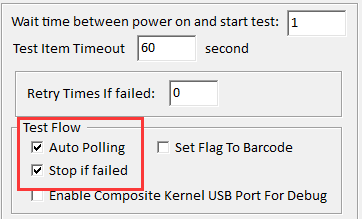 Wait time between power on and start test: 1
Test Item Timeout 60 second
Retry Times If failed: 0
Test Flow
Auto Polling Set Flag To Barcode
Stop if failed
Enable Composite Kernel USB Port For Debug